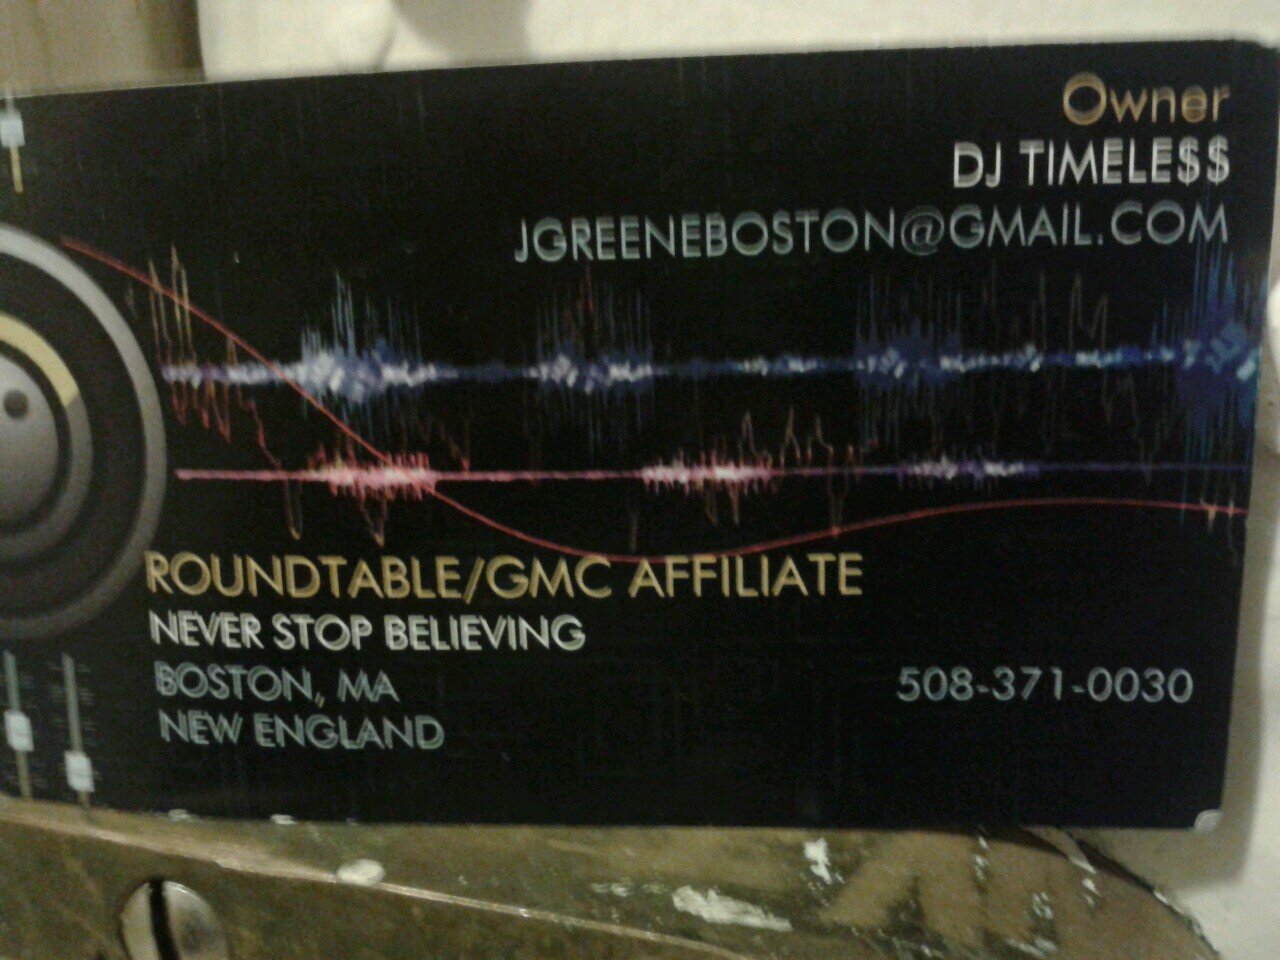 Owner
DJ TIMELE$$
JGREENEBOSTON@GMAIL.COM
ROUNDTABLE/GMC AFFILIATE
NEVER STOP BELIEVING
BOSTON, MA
508-371-0030
NEW ENGLAND